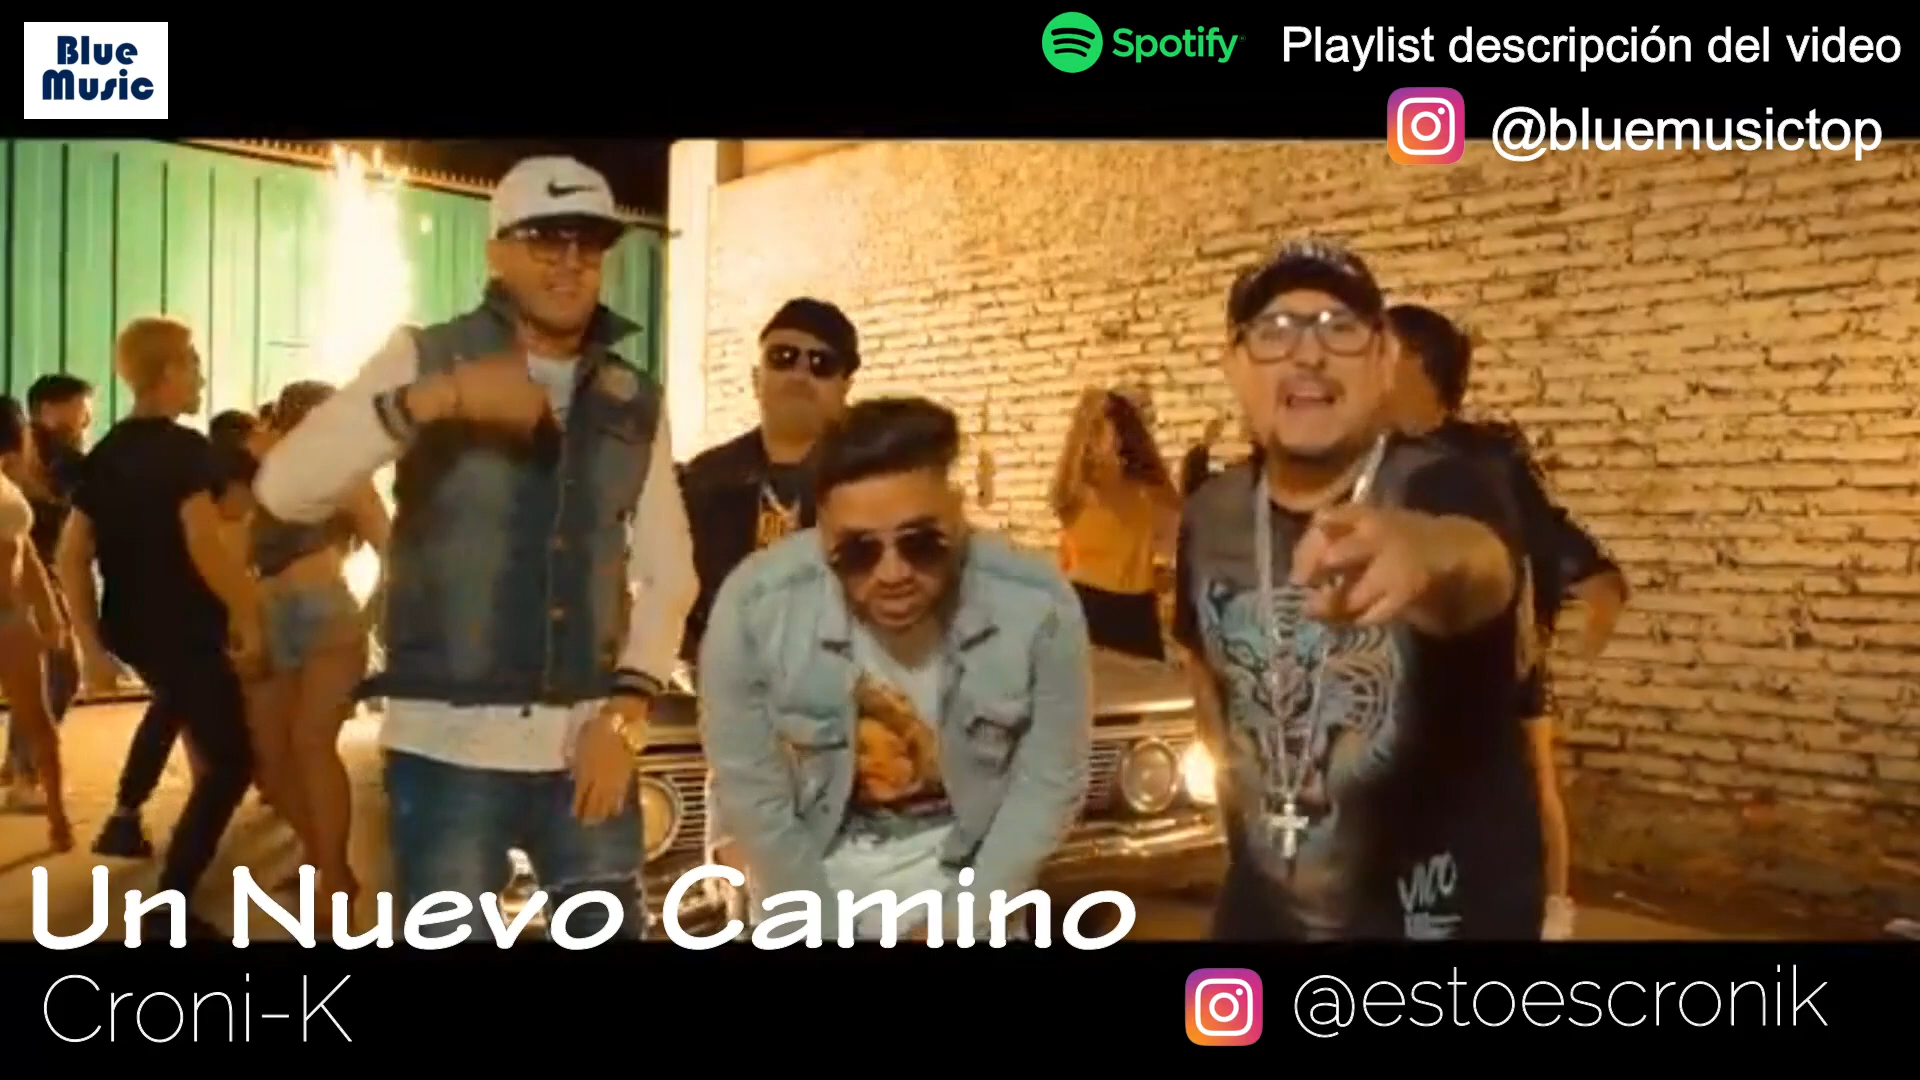 Blue
Music
Spotify
Playlist descripción del video
@bluemusictop
Un Nuevo Camino
Croni-K
@estoescronik